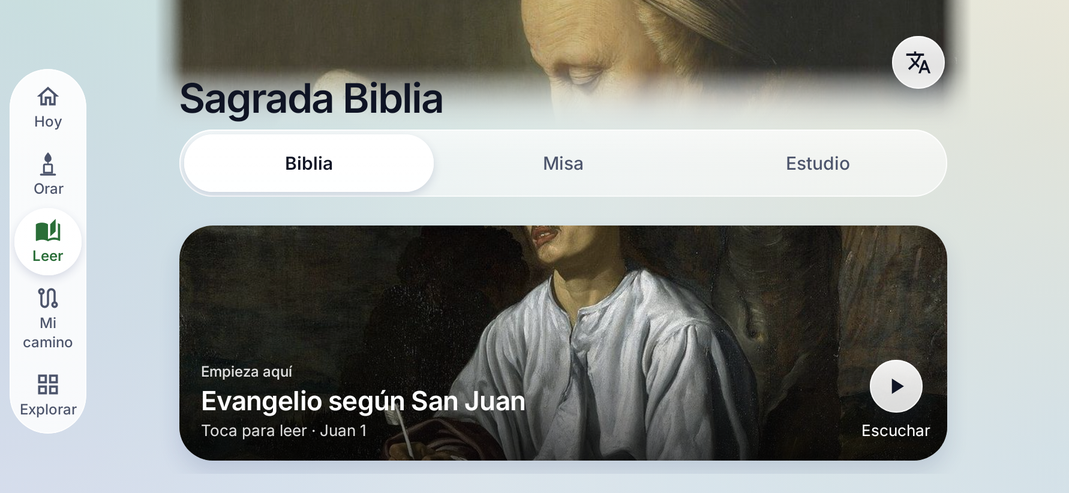 Sagrada Biblia
Hoy
Orar
Leer
Mi
camino
Explorar
Biblia
Misa
Estudio
Empieza aquí
Evangelio según San Juan
Toca para leer · Juan 1
Escuchar